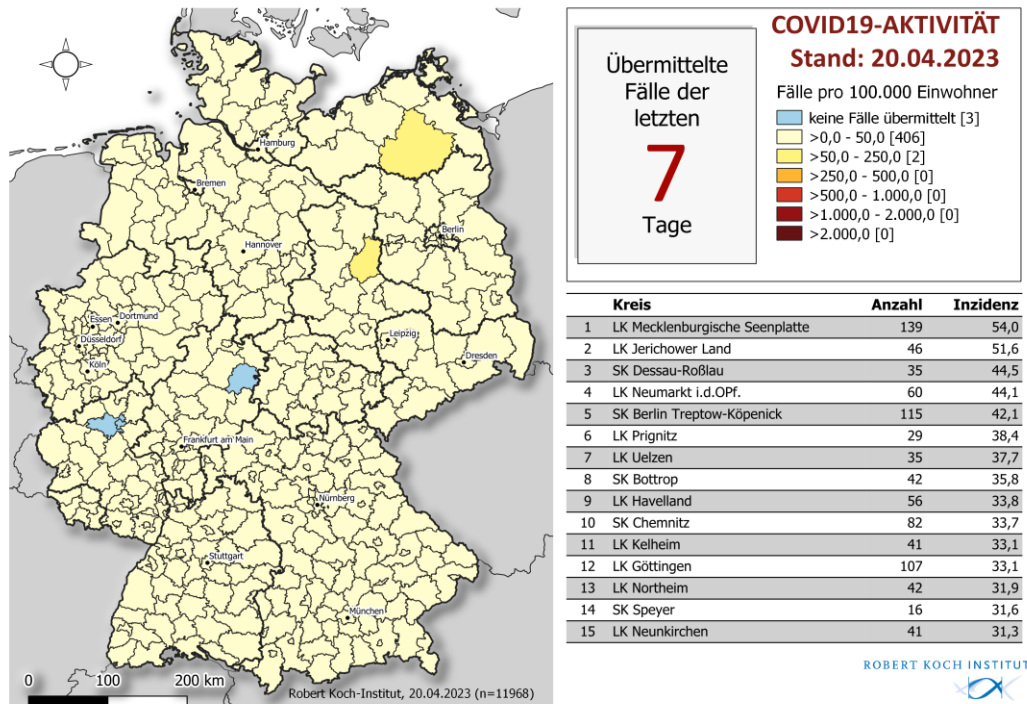 COVID19-AKTIVITÄT
Stand: 20.04.2023
Übermittelte
Fälle der
letzten
7
Tage
Fälle pro 100.000 Einwohner
keine Fälle übermittelt [3]
>0,0 - 50,0 [406]
>50,0 - 250,0 [2]
>250,0 - 500,0 [0]
>500,0 - 1.000,0 [0]
>1.000,0 - 2.000,0 [0]
>2.000,0 [0]
Hamburg
Bremen
Berlin
Hannover
Essen
Dortmund
Düsseldorf
Leipzig
Köln
Dresden
Frankfurt am Main
Nürnberg
Stuttgart
München
0 100 200 km
Robert Koch-Institut, 20.04.2023 (n=11968)
Kreis Anzahl Inzidenz
1 LK Mecklenburgische Seenplatte 139 54,0
2 LK Jerichower Land 46 51,6
3 SK Dessau-Roßlau 35 44,5
4 LK Neumarkt i.d.OPf. 60 44,1
5 SK Berlin Treptow-Köpenick 115 42,1
6 LK Prignitz 29 38,4
7 LK Uelzen 35 37,7
8 SK Bottrop 42 35,8
9 LK Havelland 56 33,8
10 SK Chemnitz 82 33,7
11 LK Kelheim 41 33,1
12 LK Göttingen 107 33,1
13 LK Northeim 42 31,9
14 SK Speyer 16 31,6
15 LK Neunkirchen 41 31,3
ROBERT KOCH INSTITUT